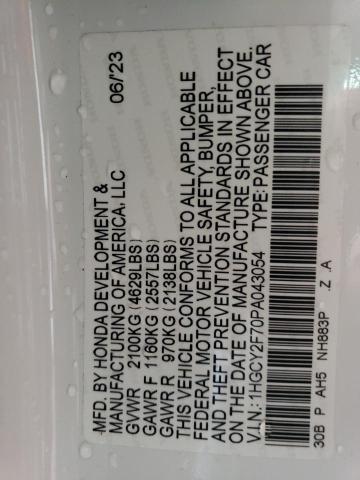 MFD. BY HONDA DEVELOPMENT & 06/'23
MANUFACTURING OF AMERICA, LLC
GVWR 2100KG (4629LBS)
GAWR F 1160KG (2557LBS)
GAWR R 970KG (2138LBS)
THIS VEHICLE CONFORMS TO ALL APPLICABLE
FEDERAL MOTOR VEHICLE SAFETY, BUMPER,
AND THEFT PREVENTION STANDARDS IN EFFECT
ON THE DATE OF MANUFACTURE SHOWN ABOVE.
V.I.N.: 1HGCY2F70PA043054 TYPE: PASSENGER CAR
30B P AH5 NH883P .Z .A